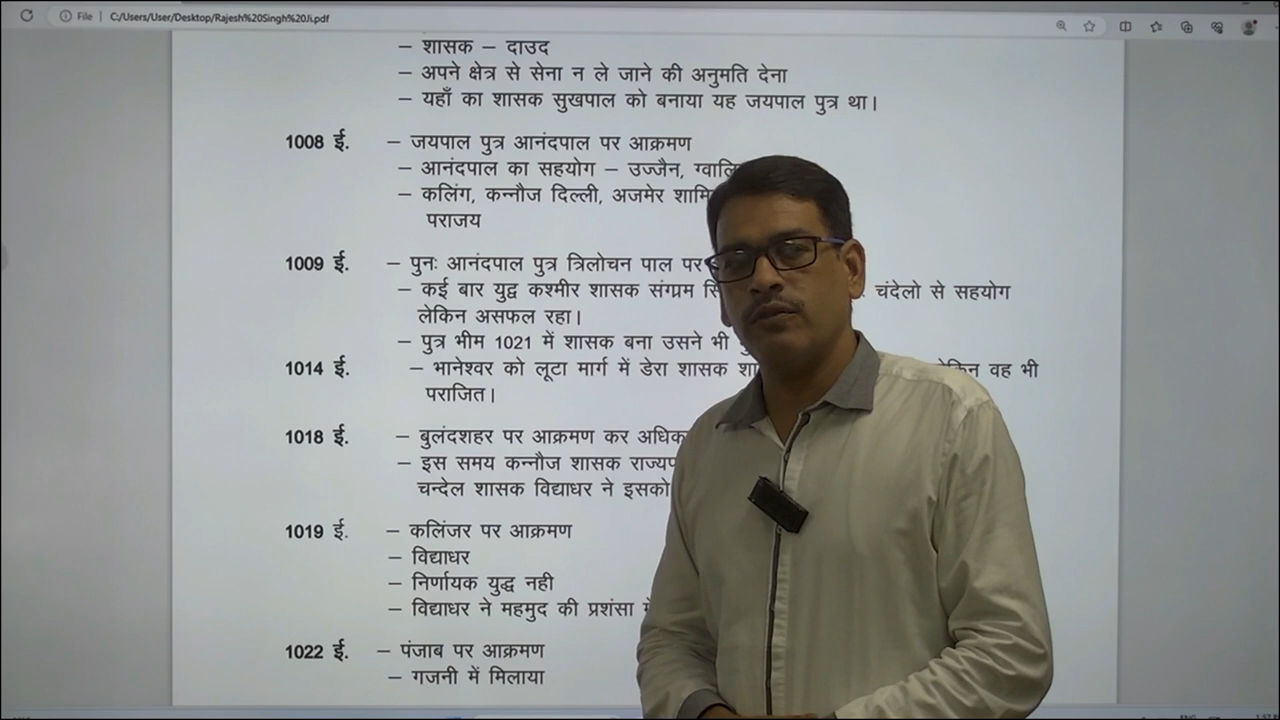 File C:/Users/User/Desktop/Rajesh%20Singh%20Ji.pdf
– शासक – दाउद
– अपने क्षेत्र से सेना न ले जाने की अनुमति देना
– यहाँ का शासक सुखपाल को बनाया यह जयपाल पुत्र था।
1008 ई. – जयपाल पुत्र आनंदपाल पर आक्रमण
– आनंदपाल का सहयोग – उज्जैन,
– कलिंग, कन्नौज दिल्ली, अजमेर
पराजय
1009 ई. – पुनः आनंदपाल पुत्र त्रिलोचन पाल पर
– कई बार युद्व कश्मीर शासक संग्राम चंदेलो से सहयोग
लेकिन असफल रहा।
– पुत्र भीम 1021 में शासक बना उसने भी
1014 ई. – भानेश्वर को लूटा मार्ग में डेरा शासक वह भी
पराजित।
1018 ई. – बुलंदशहर पर आक्रमण कर
– इस समय कन्नौज शासक
चन्देल शासक विद्याधर ने इसको
1019 ई. – कलिंजर पर आक्रमण
– विद्याधर
– निर्णायक युद्ध नही
– विद्याधर ने महमुद की प्रशंसा
1022 ई. – पंजाब पर आक्रमण
– गजनी में मिलाया